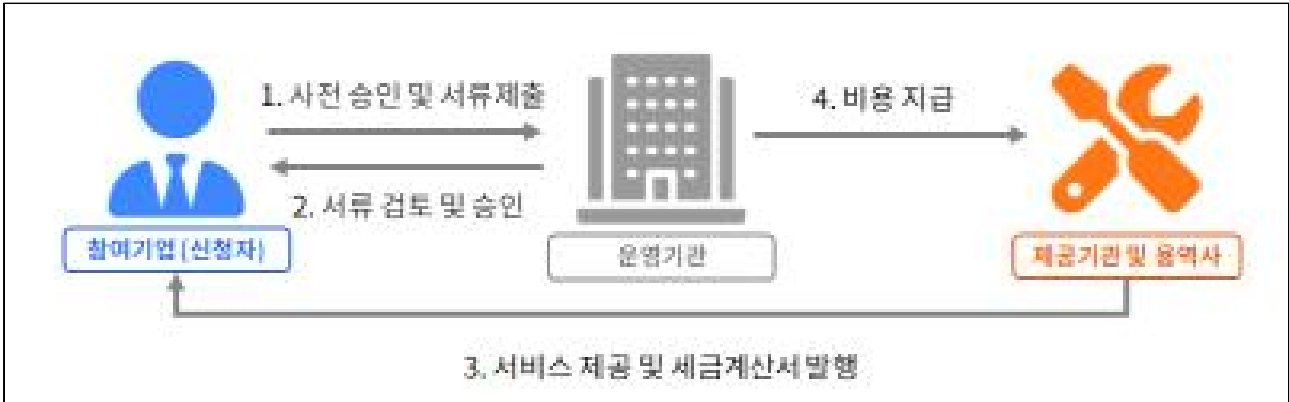 1. 사전 승인 및 서류제출
4. 비용 지급
2. 서류 검토 및 승인
참여기업 (신청자)
운영기관
제공기관 및 용역사
3. 서비스 제공 및 세금계산서 발행